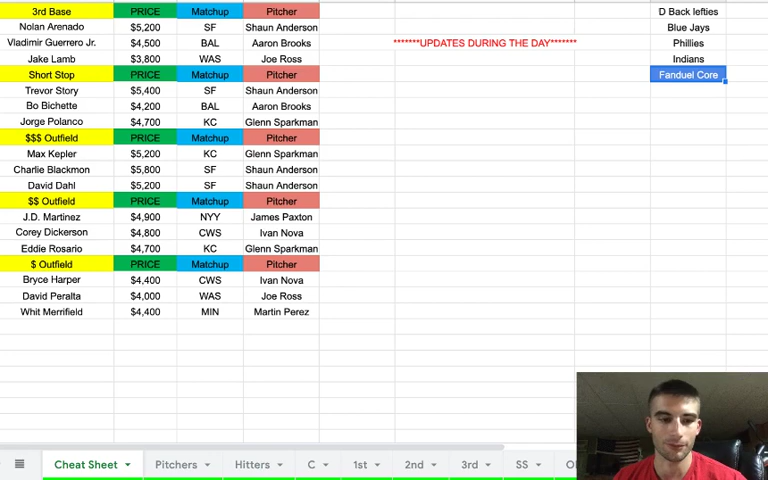 3rd Base PRICE Matchup Pitcher D Back lefties
Nolan Arenado $5,200 SF Shaun Anderson Blue Jays
Vladimir Guerrero Jr. $4,500 BAL Aaron Brooks *******UPDATES DURING THE DAY******* Phillies
Jake Lamb $3,800 WAS Joe Ross Indians
Short Stop PRICE Matchup Pitcher Fanduel Core
Trevor Story $5,400 SF Shaun Anderson
Bo Bichette $4,200 BAL Aaron Brooks
Jorge Polanco $4,700 KC Glenn Sparkman
$$$ Outfield PRICE Matchup Pitcher
Max Kepler $5,200 KC Glenn Sparkman
Charlie Blackmon $5,800 SF Shaun Anderson
David Dahl $5,200 SF Shaun Anderson
$$ Outfield PRICE Matchup Pitcher
J.D. Martinez $4,900 NYY James Paxton
Corey Dickerson $4,800 CWS Ivan Nova
Eddie Rosario $4,700 KC Glenn Sparkman
$ Outfield PRICE Matchup Pitcher
Bryce Harper $4,400 CWS Ivan Nova
David Peralta $4,000 WAS Joe Ross
Whit Merrifield $4,400 MIN Martin Perez
Cheat Sheet Pitchers Hitters C 1st 2nd 3rd SS